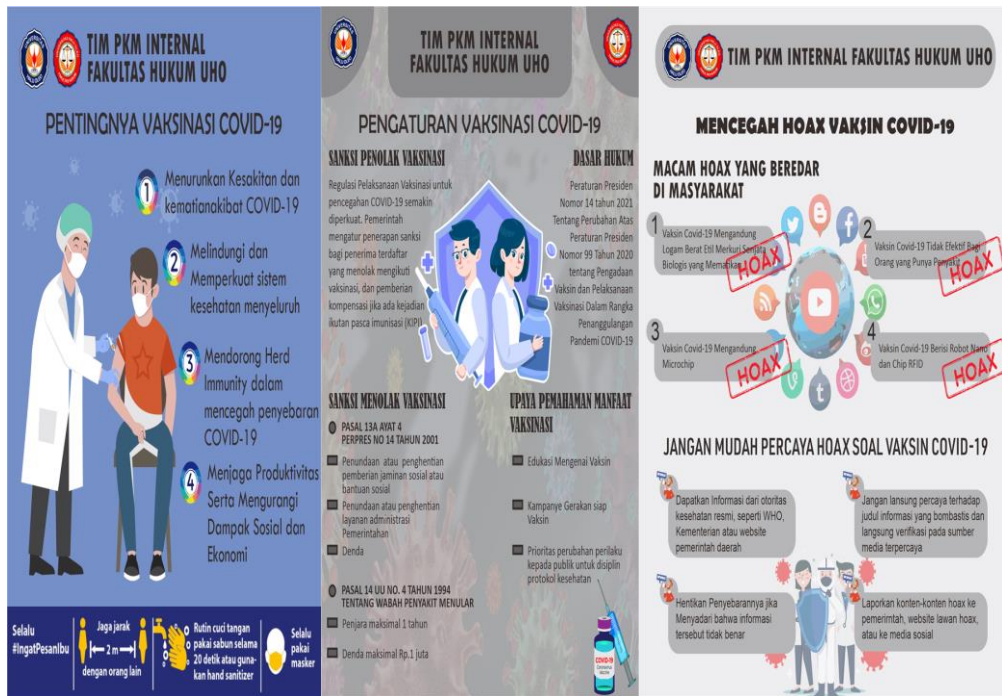 TIM PKM INTERNAL
FAKULTAS HUKUM UHO
PENTINGNYA VAKSINASI COVID-19
1
Menurunkan Kesakitan dan
kematianakibat COVID-19
2
Melindungi dan
Memperkuat sistem
kesehatan menyeluruh
3
Mendorong Herd
Immunity dalam
mencegah penyebaran
COVID-19
4
Menjaga Produktivitas
Serta Mengurangi
Dampak Sosial dan
Ekonomi
Selalu
#IngatPesanIbu
Jaga jarak
2 m
dengan orang lain
Rutin cuci tangan
pakai sabun selama
20 detik atau guna-
kan hand sanitizer
Selalu
pakai
masker
TIM PKM INTERNAL
FAKULTAS HUKUM UHO
PENGATURAN VAKSINASI COVID-19
SANKSI PENOLAK VAKSINASI
Regulasi Pelaksanaan Vaksinasi untuk
pencegahan COVID-19 semakin
diperkuat. Pemerintah
mengatur penerapan sanksi
bagi penerima terdaftar
yang menolak mengikuti
vaksinasi, dan pemberian
kompensasi jika ada kejadian
ikutan pasca imunisasi (KIPI)
DASAR HUKUM
Peraturan Presiden
Nomor 14 tahun 2021
Tentang Perubahan Atas
Peraturan Presiden
Nomor 99 Tahun 2020
tentang Pengadaan
Vaksin dan Pelaksanaan
Vaksinasi Dalam Rangka
Penanggulangan
Pandemi COVID-19
SANKSI MENOLAK VAKSINASI
PASAL 13A AYAT 4
PERPRES NO 14 TAHUN 2001
Penundaan atau penghentian
pemberian jaminan sosial atau
bantuan sosial
Penundaan atau penghentian
layanan administrasi
Pemerintahan
Denda
PASAL 14 UU NO. 4 TAHUN 1994
TENTANG WABAH PENYAKIT MENULAR
Penjara maksimal 1 tahun
Denda maksimal Rp.1 juta
UPAYA PEMAHAMAN MANFAAT
VAKSINASI
Edukasi Mengenai Vaksin
Kampanye Gerakan siap
Vaksin
Prioritas perubahan perilaku
kepada publik untuk disiplin
protokol kesehatan
COVID-19
TIM PKM INTERNAL FAKULTAS HUKUM UHO
MENCEGAH HOAX VAKSIN COVID-19
MACAM HOAX YANG BEREDAR
DI MASYARAKAT
1
Vaksin Covid-19 Mengandung
Logam Berat Etil Merkuri Senjata
Biologis yang Mematikan
HOAX
2
Vaksin Covid-19 Tidak Efektif Bagi
Orang yang Punya Penyakit
HOAX
3
Vaksin Covid-19 Mengandung
Microchip
HOAX
4
Vaksin Covid-19 Berisi Robot Nano
dan Chip RFID
HOAX
JANGAN MUDAH PERCAYA HOAX SOAL VAKSIN COVID-19
Dapatkan Informasi dari otoritas
kesehatan resmi, seperti WHO,
Kementerian atau website
pemerintah daerah
Jangan lansung percaya terhadap
judul informasi yang bombastis dan
langsung verifikasi pada sumber
media terpercaya
Hentikan Penyebarannya jika
Menyadari bahwa informasi
tersebut tidak benar
Laporkan konten-konten hoax ke
pemerimtah, website lawan hoax,
atau ke media sosial